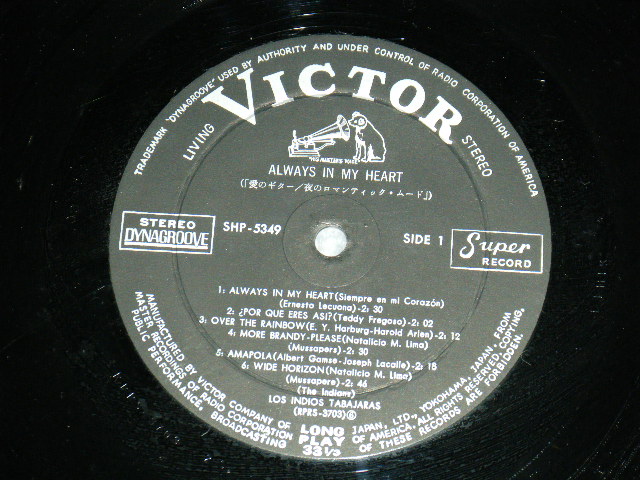 TRADEMARK "DYNAGROOVE" USED BY AUTHORITY AND UNDER CONTROL OF RADIO CORPORATION OF AMERICA
LIVING
VICTOR
STEREO
"HIS MASTER'S VOICE"
ALWAYS IN MY HEART
(「愛のギター/夜のロマンティック・ムード」)
STEREO
DYNAGROOVE
SHP-5349
SIDE 1
Super
RECORD
1: ALWAYS IN MY HEART(Siempre en mi Corazón)
(Ernesto Lecuona)-2: 30
2: ¿POR QUE ERES ASI?(Teddy Fregoso)-2: 02
3: OVER THE RAINBOW(E. Y. Harburg-Harold Arlen)-2: 12
4: MORE BRANDY-PLEASE(Natalicio M. Lima)
(Mussapere)-2: 30
5: AMAPOLA(Albert Gamse-Joseph Lacalle)-2: 18
6: WIDE HORIZON(Natalicio M. Lima)
(Mussapere)-2: 46
(The Indians)
LOS INDIOS TABAJARAS
(RPRS-3703)Ⓢ
LONG
PLAY
33 1/3
MANUFACTURED BY VICTOR COMPANY OF JAPAN, LTD., YOKOHAMA, JAPAN, FROM
MASTER RECORDINGS OF RADIO CORPORATION OF AMERICA. ALL RIGHTS RESERVED. COPYING,
PUBLIC PERFORMANCE, BROADCASTING OF THESE RECORDS ARE FORBIDDEN.